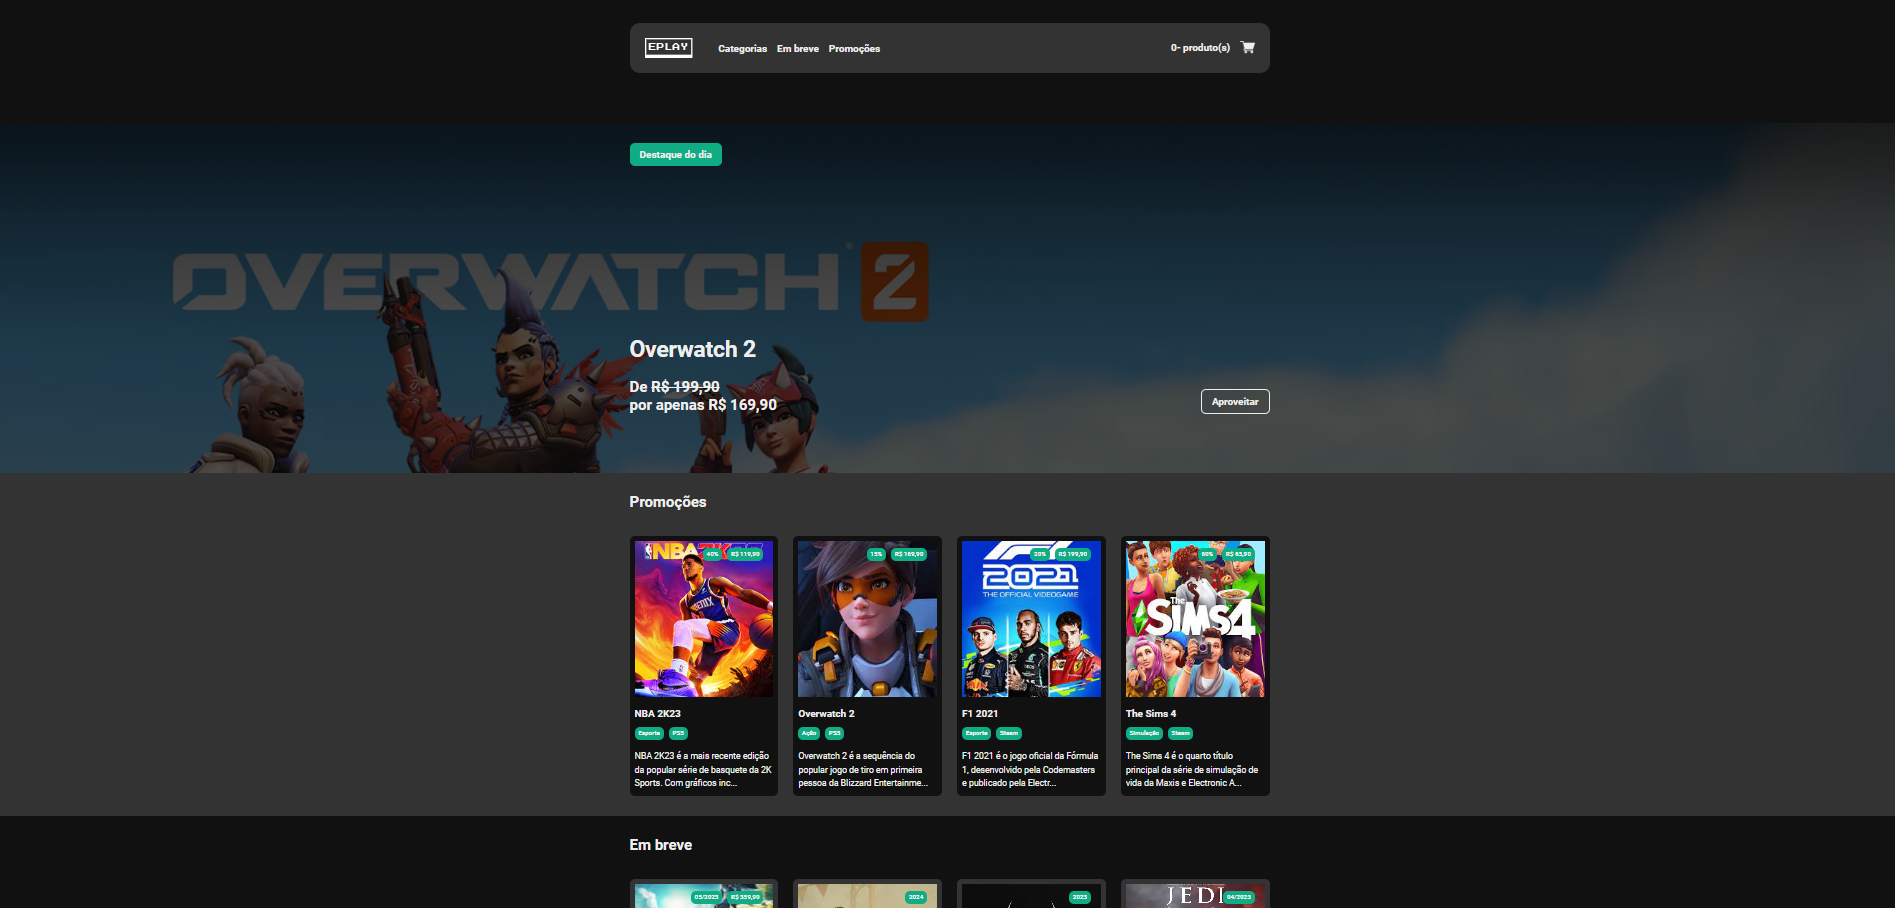 EPLAY
Categorias
Em breve
Promoções
0- produto(s)
Destaque do dia
OVERWATCH 2
Overwatch 2
De R$ 199,90
por apenas R$ 169,90
Aproveitar
Promoções
NBA 2K23
40%
R$ 119,90
NBA 2K23
Esporte
PS5
NBA 2K23 é a mais recente edição
da popular série de basquete da 2K
Sports. Com gráficos inc...
15%
R$ 169,90
Overwatch 2
Ação
PS5
Overwatch 2 é a sequência do
popular jogo de tiro em primeira
pessoa da Blizzard Entertainme...
20%
R$ 199,90
F1
2021
THE OFFICIAL VIDEOGAME
F1 2021
Esporte
Steam
F1 2021 é o jogo oficial da Fórmula
1, desenvolvido pela Codemasters
e publicado pela Electr...
60%
R$ 63,90
The
SIMS4
The Sims 4
Simulação
Steam
The Sims 4 é o quarto título
principal da série de simulação de
vida da Maxis e Electronic A...
Em breve
05/2023
R$ 359,90
2024
2023
JEDI
04/2023